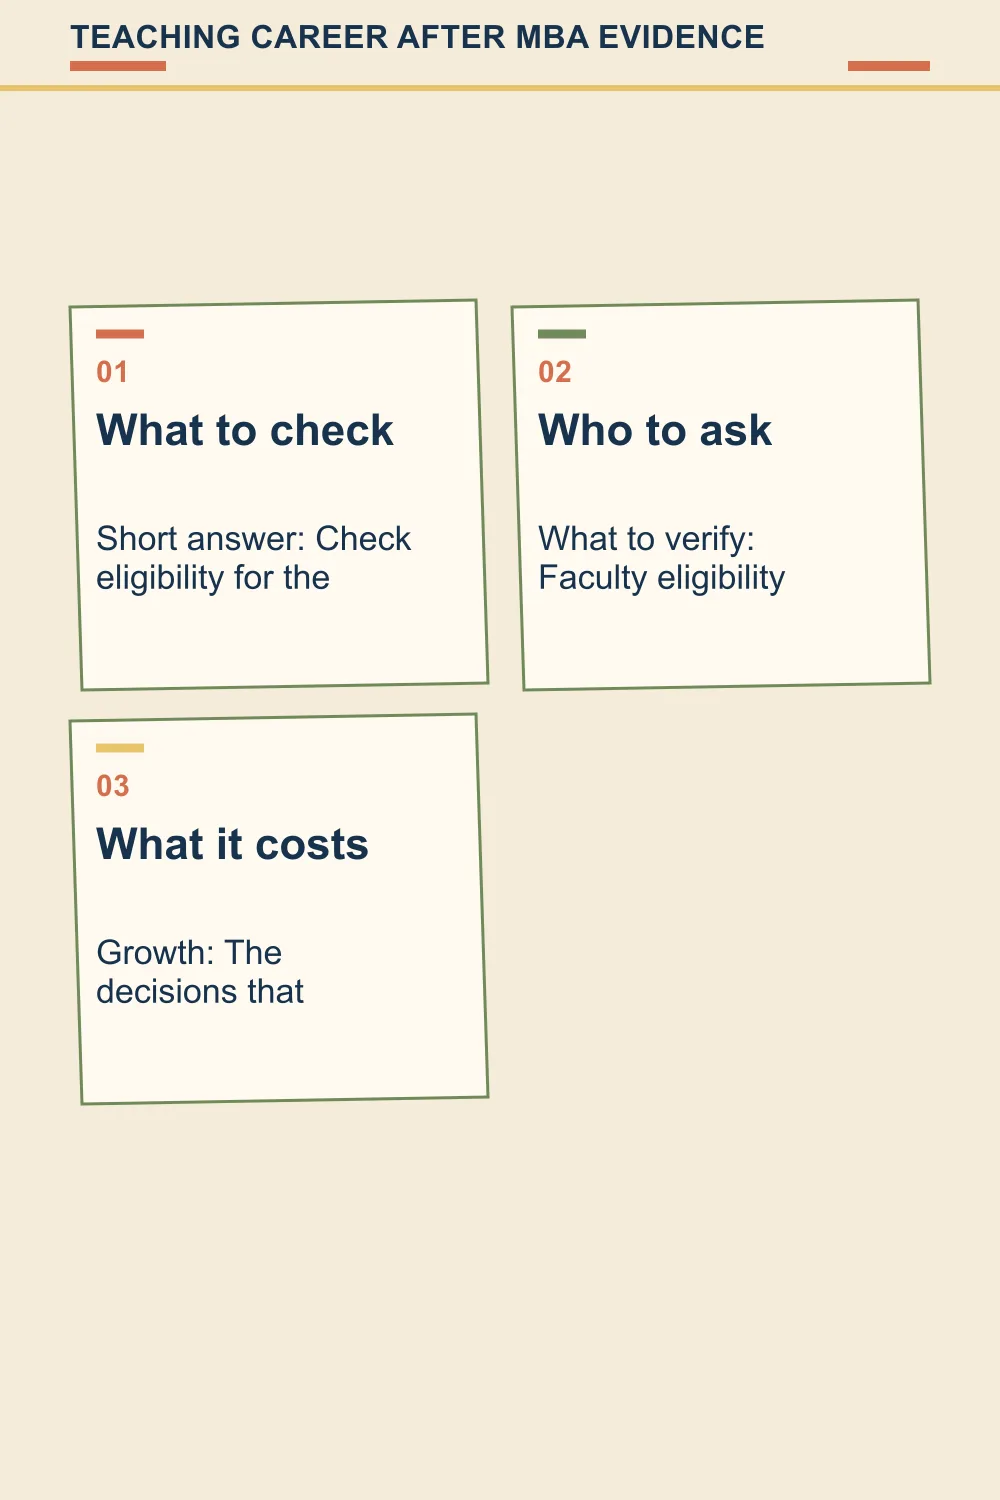 TEACHING CAREER AFTER MBA EVIDENCE
01
What to check
Short answer: Check
eligibility for the
02
Who to ask
What to verify:
Faculty eligibility
03
What it costs
Growth: The
decisions that